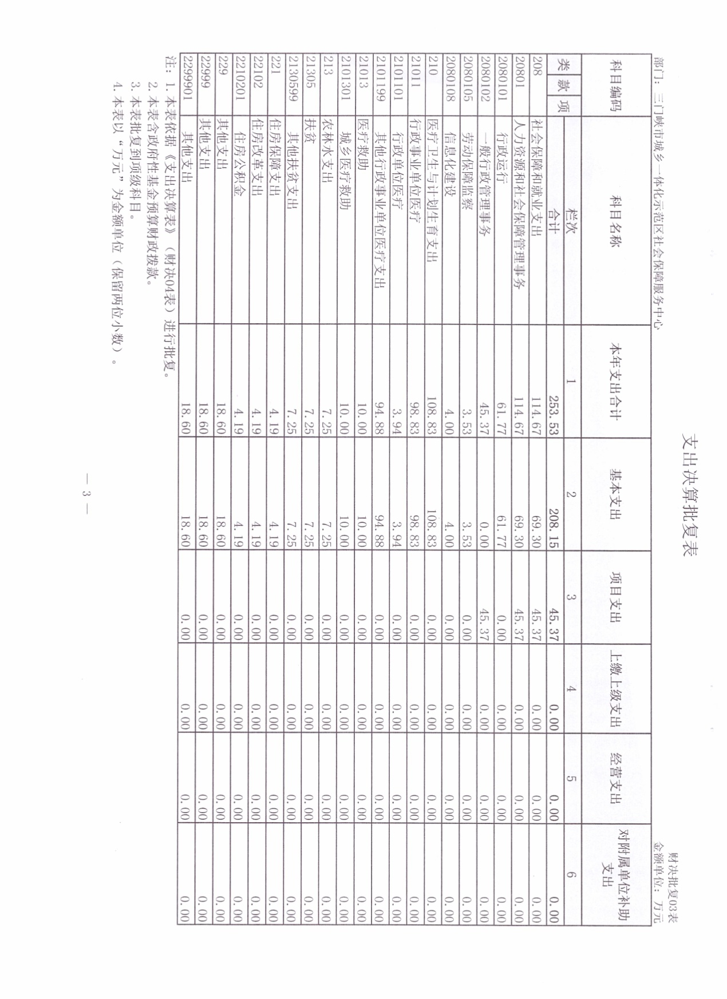 支出决算批复表
财决批复03表
部门：三门峡市城乡一体化示范区社会保障服务中心 金额单位：万元
科目编码 科目名称 本年支出合计 基本支出 项目支出 上缴上级支出 经营支出 对附属单位补助
支出
类 款 项 栏次 1 2 3 4 5 6
合计 253.53 208.15 45.37 0.00 0.00 0.00
208 社会保障和就业支出 114.67 69.30 45.37 0.00 0.00 0.00
20801 人力资源和社会保障管理事务 114.67 69.30 45.37 0.00 0.00 0.00
2080101 行政运行 61.77 61.77 0.00 0.00 0.00 0.00
2080102 一般行政管理事务 45.37 0.00 45.37 0.00 0.00 0.00
2080105 劳动保障监察 3.53 3.53 0.00 0.00 0.00 0.00
2080108 信息化建设 4.00 4.00 0.00 0.00 0.00 0.00
210 医疗卫生与计划生育支出 108.83 108.83 0.00 0.00 0.00 0.00
21011 行政事业单位医疗 98.83 98.83 0.00 0.00 0.00 0.00
2101101 行政单位医疗 3.94 3.94 0.00 0.00 0.00 0.00
2101199 其他行政事业单位医疗支出 94.88 94.88 0.00 0.00 0.00 0.00
21013 医疗救助 10.00 10.00 0.00 0.00 0.00 0.00
2101301 城乡医疗救助 10.00 10.00 0.00 0.00 0.00 0.00
213 农林水支出 7.25 7.25 0.00 0.00 0.00 0.00
21305 扶贫 7.25 7.25 0.00 0.00 0.00 0.00
2130599 其他扶贫支出 7.25 7.25 0.00 0.00 0.00 0.00
221 住房保障支出 4.19 4.19 0.00 0.00 0.00 0.00
22102 住房改革支出 4.19 4.19 0.00 0.00 0.00 0.00
2210201 住房公积金 4.19 4.19 0.00 0.00 0.00 0.00
229 其他支出 18.60 18.60 0.00 0.00 0.00 0.00
22999 其他支出 18.60 18.60 0.00 0.00 0.00 0.00
2299901 其他支出 18.60 18.60 0.00 0.00 0.00 0.00
注：1. 本表依据《支出决算表》（财决04表）进行批复。
2. 本表含政府性基金预算财政拨款。
3. 本表批复到项级科目。
4. 本表以“万元”为金额单位（保留两位小数）。
— 3 —